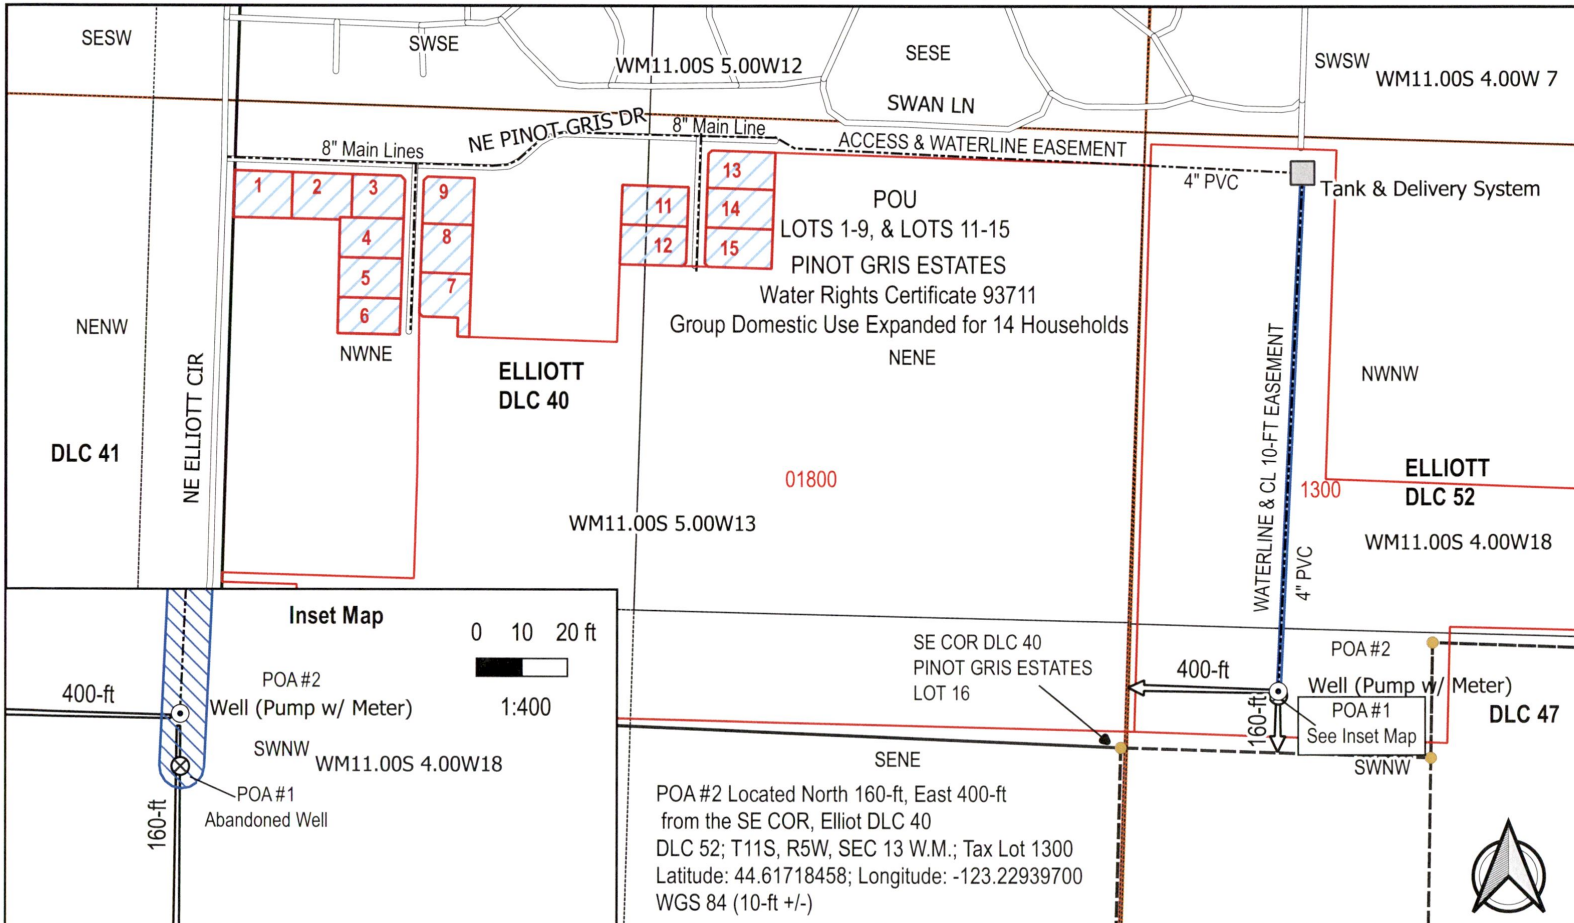 SESW
SWSE
WM11.00S 5.00W12
SESE
SWSW
WM11.00S 4.00W 7
SWAN LN
NE PINOT GRIS DR
8" Main Line
8" Main Lines
ACCESS & WATERLINE EASEMENT
4" PVC
Tank & Delivery System
1
2
3
4
5
6
9
8
7
11
12
13
14
15
POU
LOTS 1-9, & LOTS 11-15
PINOT GRIS ESTATES
Water Rights Certificate 93711
Group Domestic Use Expanded for 14 Households
NENE
NENW
NWNE
NWNW
NE ELLIOTT CIR
ELLIOTT
DLC 40
DLC 41
01800
1300
ELLIOTT
DLC 52
WM11.00S 5.00W13
WM11.00S 4.00W18
WATERLINE & CL 10-FT EASEMENT
4" PVC
Inset Map
0 10 20 ft
1:400
400-ft
POA #2
Well (Pump w/ Meter)
SWNW
WM11.00S 4.00W18
POA #1
Abandoned Well
160-ft
SE COR DLC 40
PINOT GRIS ESTATES
LOT 16
400-ft
160-ft
POA #2
Well (Pump w/ Meter)
POA #1
See Inset Map
DLC 47
SENE
SWNW
POA #2 Located North 160-ft, East 400-ft
from the SE COR, Elliot DLC 40
DLC 52; T11S, R5W, SEC 13 W.M.; Tax Lot 1300
Latitude: 44.61718458; Longitude: -123.22939700
WGS 84 (10-ft +/-)